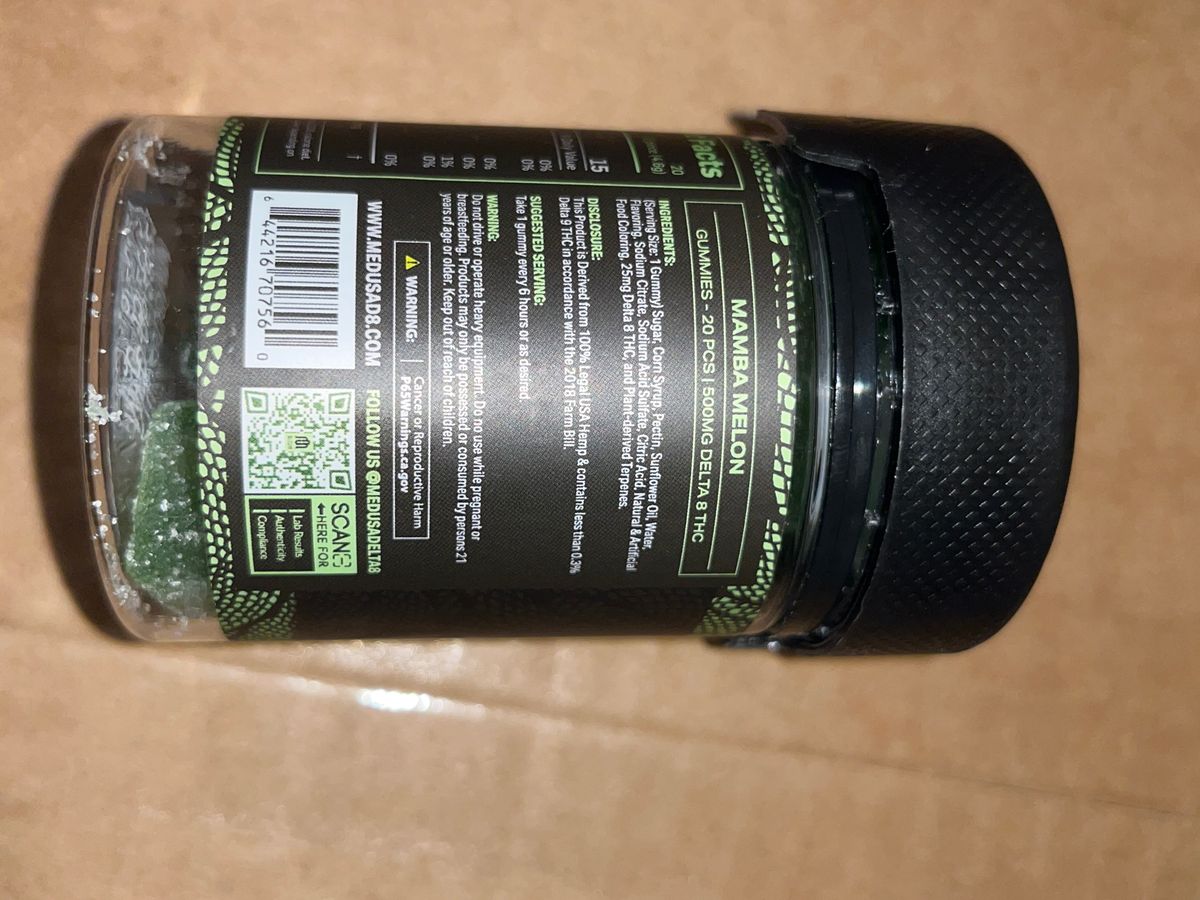 Facts
20
(4.8g)
15
Daily Value
0%
0%
0%
0%
1%
0%
0%
†
MAMBA MELON
GUMMIES - 20 PCS | 500MG DELTA 8 THC
INGREDIENTS:
(Serving Size: 1 Gummy) Sugar, Corn Syrup, Pectin, Sunflower Oil, Water,
Flavoring, Sodium Citrate, Sodium Acid Sulfate, Citric Acid, Natural & Artificial
Food Coloring, 25mg Delta 8 THC, and Plant-derived Terpenes.
DISCLOSURE:
This Product is Derived from 100% Legal USA Hemp & contains less than 0.3%
Delta 9 THC in accordance with the 2018 Farm Bill.
SUGGESTED SERVING:
Take 1 gummy every 6 hours or as desired
WARNING:
Do not drive or operate heavy equipment. Do no use while pregnant or
breastfeeding. Products may only be possessed or consumed by persons 21
years of age or older. Keep out of reach of children.
WARNING: | Cancer or Reproductive Harm
P65Warnings.ca.gov
WWW.MEDUSAD8.COM FOLLOW US @MEDUSADELTA8
6 44216 70756 0
SCAN
HERE FOR
Lab Results
Authenticity
Compliance